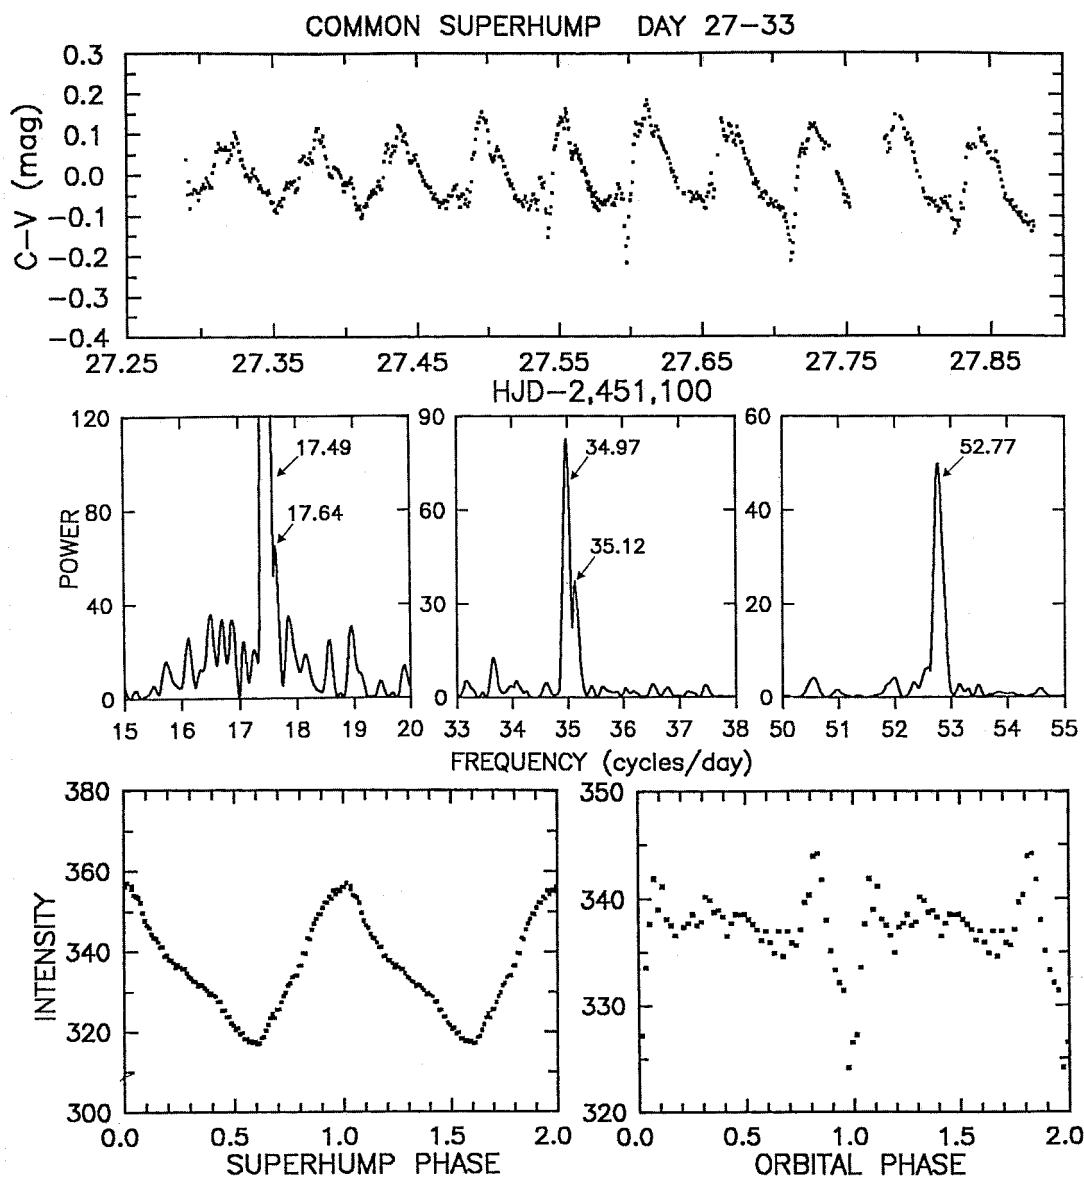 COMMON SUPERHUMP DAY 27-33
0.3
0.2
0.1
0.0
-0.1
-0.2
-0.3
-0.4
C-V (mag)
27.25 27.35 27.45 27.55 27.65 27.75 27.85
HJD-2,451,100
120
80
40
0
POWER
17.49
17.64
15 16 17 18 19 20
90
60
30
0
34.97
35.12
33 34 35 36 37 38
60
40
20
0
52.77
50 51 52 53 54 55
FREQUENCY (cycles/day)
380
360
340
320
300
INTENSITY
0.0 0.5 1.0 1.5 2.0
SUPERHUMP PHASE
350
340
330
320
0.0 0.5 1.0 1.5 2.0
ORBITAL PHASE